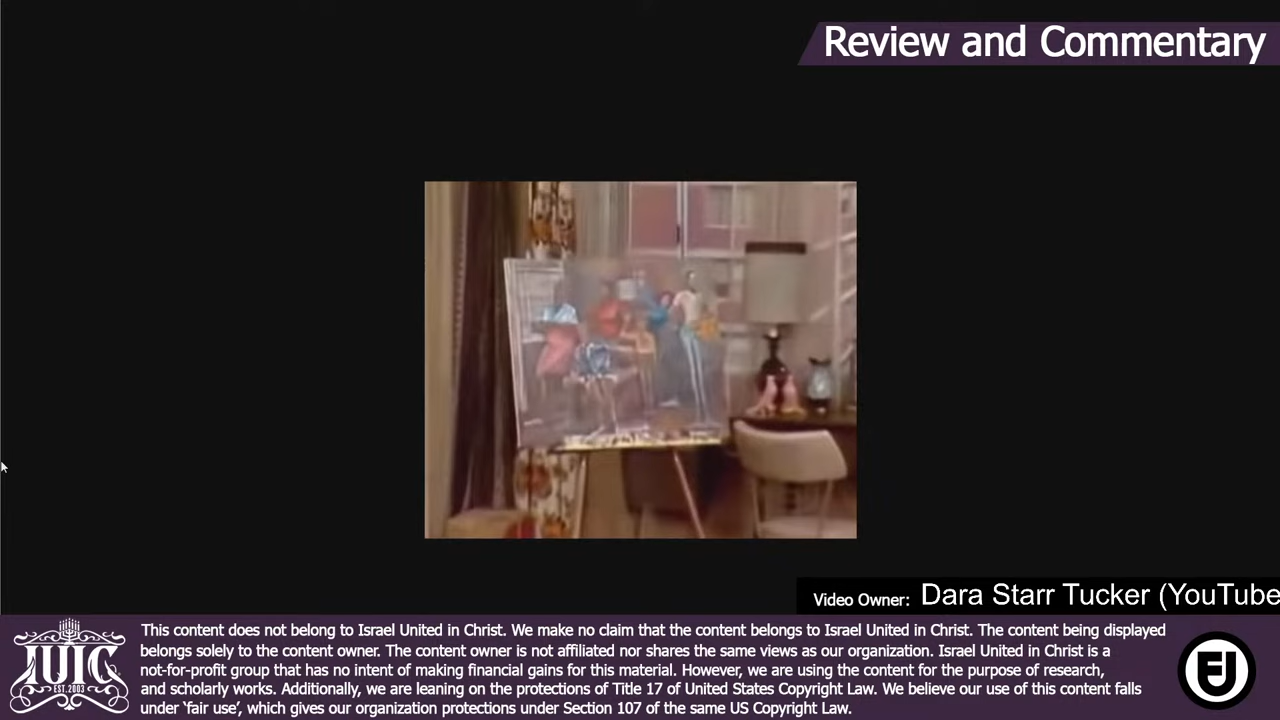 Review and Commentary
Video Owner: Dara Starr Tucker (YouTube
This content does not belong to Israel United in Christ. We make no claim that the content belongs to Israel United in Christ. The content being displayed
belongs solely to the content owner. The content owner is not affiliated nor shares the same views as our organization. Israel United in Christ is a
not-for-profit group that has no intent of making financial gains for this material. However, we are using the content for the purpose of research,
and scholarly works. Additionally, we are leaning on the protections of Title 17 of United States Copyright Law. We believe our use of this content falls
under ‘fair use’, which gives our organization protections under Section 107 of the same US Copyright Law.
IUIC
EST. 2003